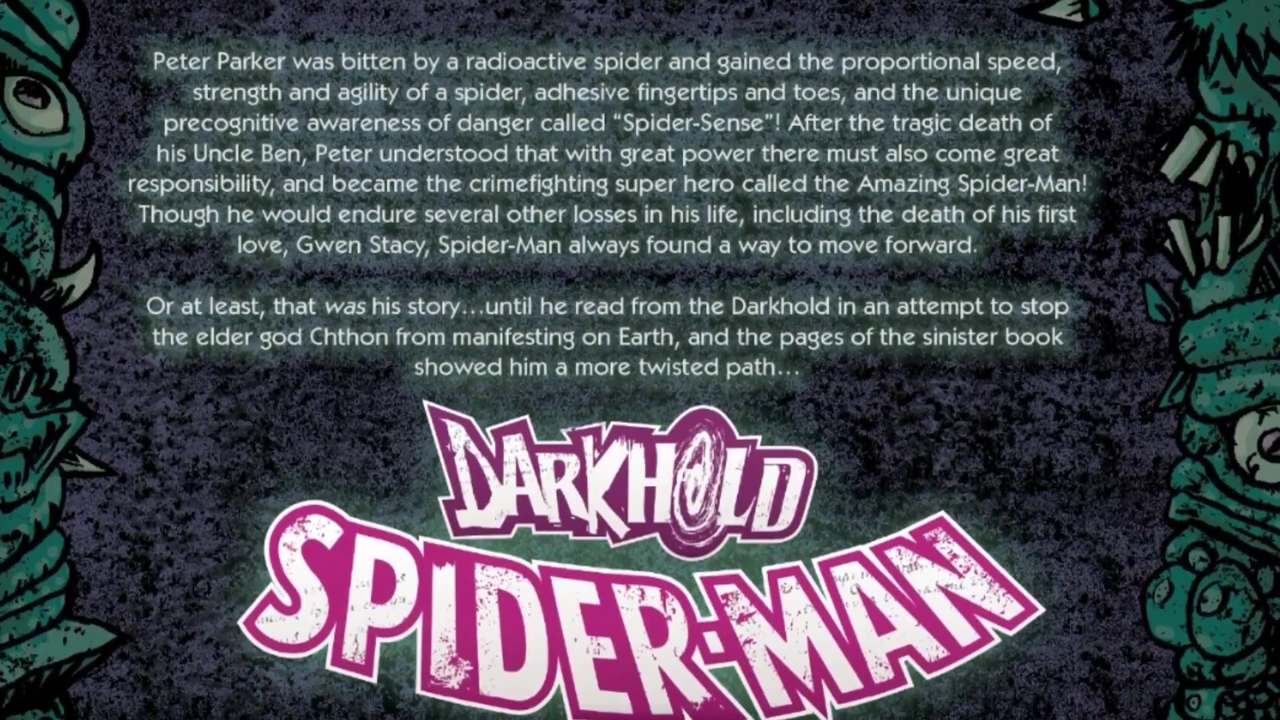 Peter Parker was bitten by a radioactive spider and gained the proportional speed,
strength and agility of a spider, adhesive fingertips and toes, and the unique
precognitive awareness of danger called “Spider-Sense”! After the tragic death of
his Uncle Ben, Peter understood that with great power there must also come great
responsibility, and became the crimefighting super hero called the Amazing Spider-Man!
Though he would endure several other losses in his life, including the death of his first
love, Gwen Stacy, Spider-Man always found a way to move forward.
Or at least, that was his story...until he read from the Darkhold in an attempt to stop
the elder god Chthon from manifesting on Earth, and the pages of the sinister book
showed him a more twisted path...
DARKHOLD
SPIDER-MAN